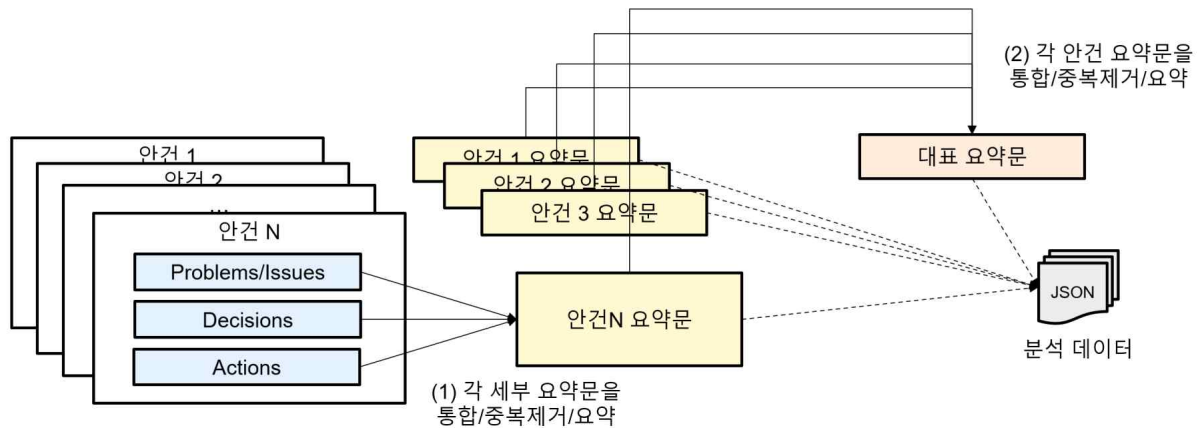 (2) 각 안건 요약문을
통합/중복제거/요약
대표 요약문
안건 1
안건 2
...
안건 N
Problems/Issues
Decisions
Actions
안건 1 요약문
안건 2 요약문
안건 3 요약문
안건N 요약문
(1) 각 세부 요약문을
통합/중복제거/요약
JSON
분석 데이터